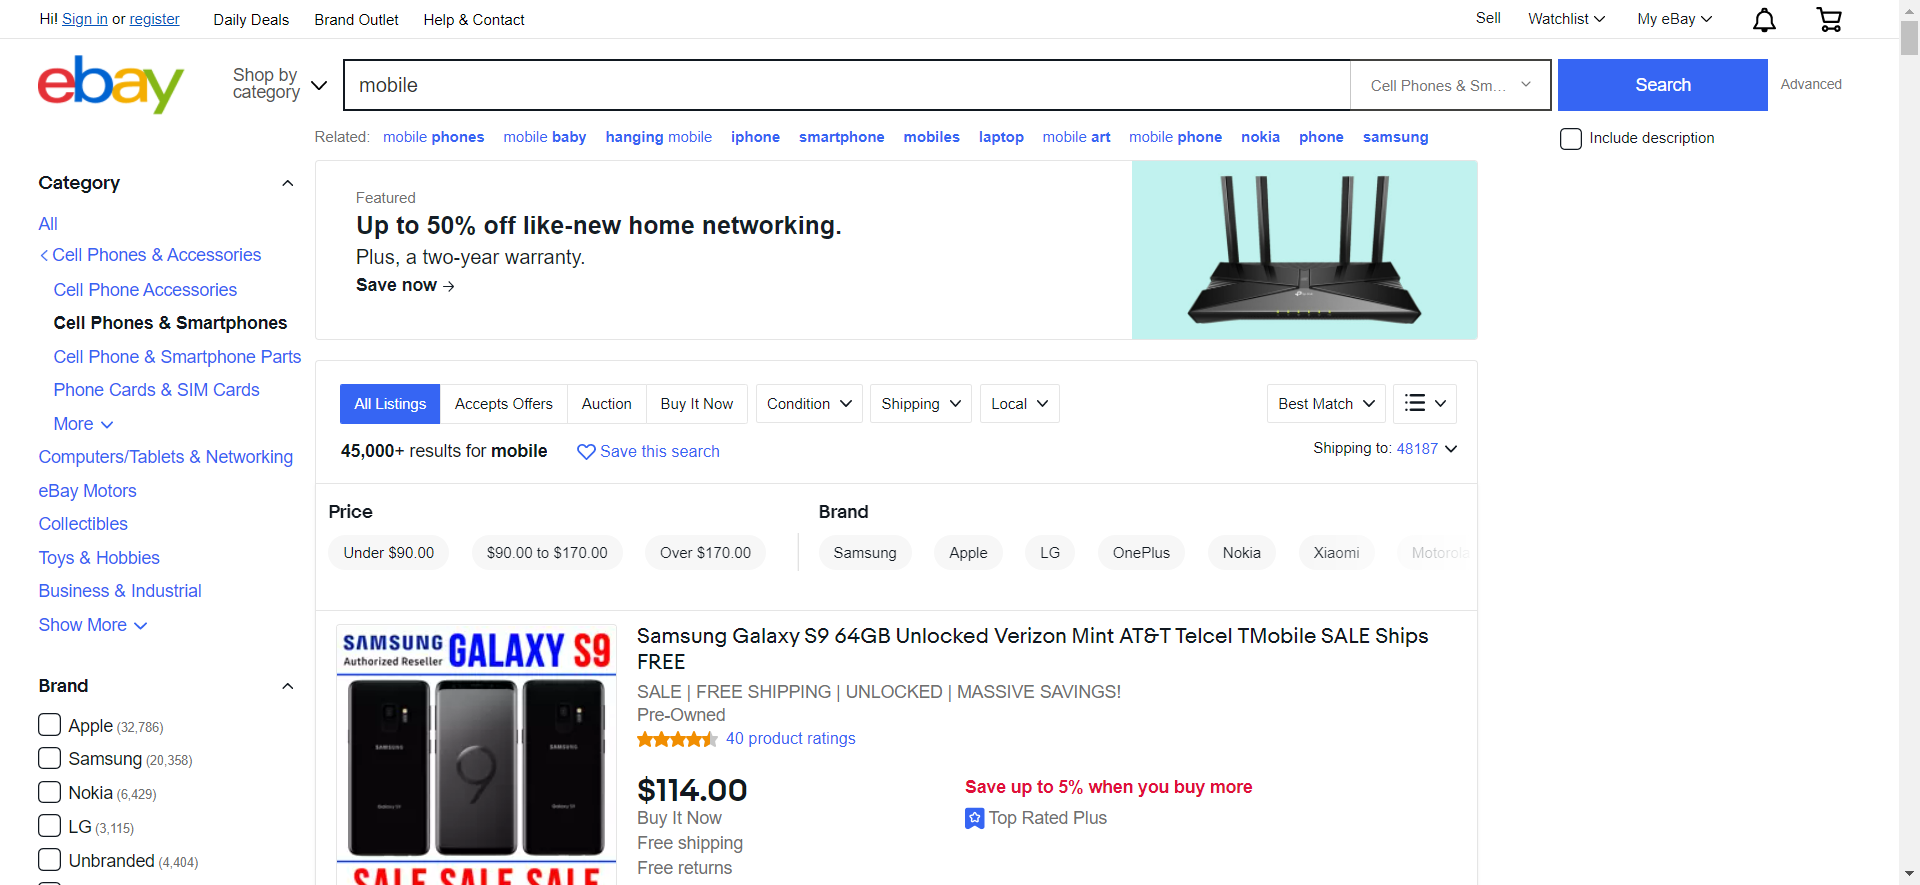 Hi! Sign in or register Daily Deals Brand Outlet Help & Contact Sell Watchlist My eBay
ebay
Shop by category
mobile
Cell Phones & Sm...
Search
Advanced
Related: mobile phones mobile baby hanging mobile iphone smartphone mobiles laptop mobile art mobile phone nokia phone samsung
Include description
Category
All
Cell Phones & Accessories
Cell Phone Accessories
Cell Phones & Smartphones
Cell Phone & Smartphone Parts
Phone Cards & SIM Cards
More
Computers/Tablets & Networking
eBay Motors
Collectibles
Toys & Hobbies
Business & Industrial
Show More
Brand
Apple (32,786)
Samsung (20,358)
Nokia (6,429)
LG (3,115)
Unbranded (4,404)
Featured
Up to 50% off like-new home networking.
Plus, a two-year warranty.
Save now →
All Listings Accepts Offers Auction Buy It Now Condition Shipping Local Best Match
45,000+ results for mobile Save this search Shipping to: 48187
Price
Under $90.00 $90.00 to $170.00 Over $170.00
Brand
Samsung Apple LG OnePlus Nokia Xiaomi Motorola
SAMSUNG
Authorized Reseller
GALAXY S9
SAMSUNG
SAMSUNG
9
Galaxy S9
SALE SALE SALE
Samsung Galaxy S9 64GB Unlocked Verizon Mint AT&T Telcel TMobile SALE Ships
FREE
SALE | FREE SHIPPING | UNLOCKED | MASSIVE SAVINGS!
Pre-Owned
40 product ratings
$114.00
Buy It Now
Free shipping
Free returns
Save up to 5% when you buy more
Top Rated Plus